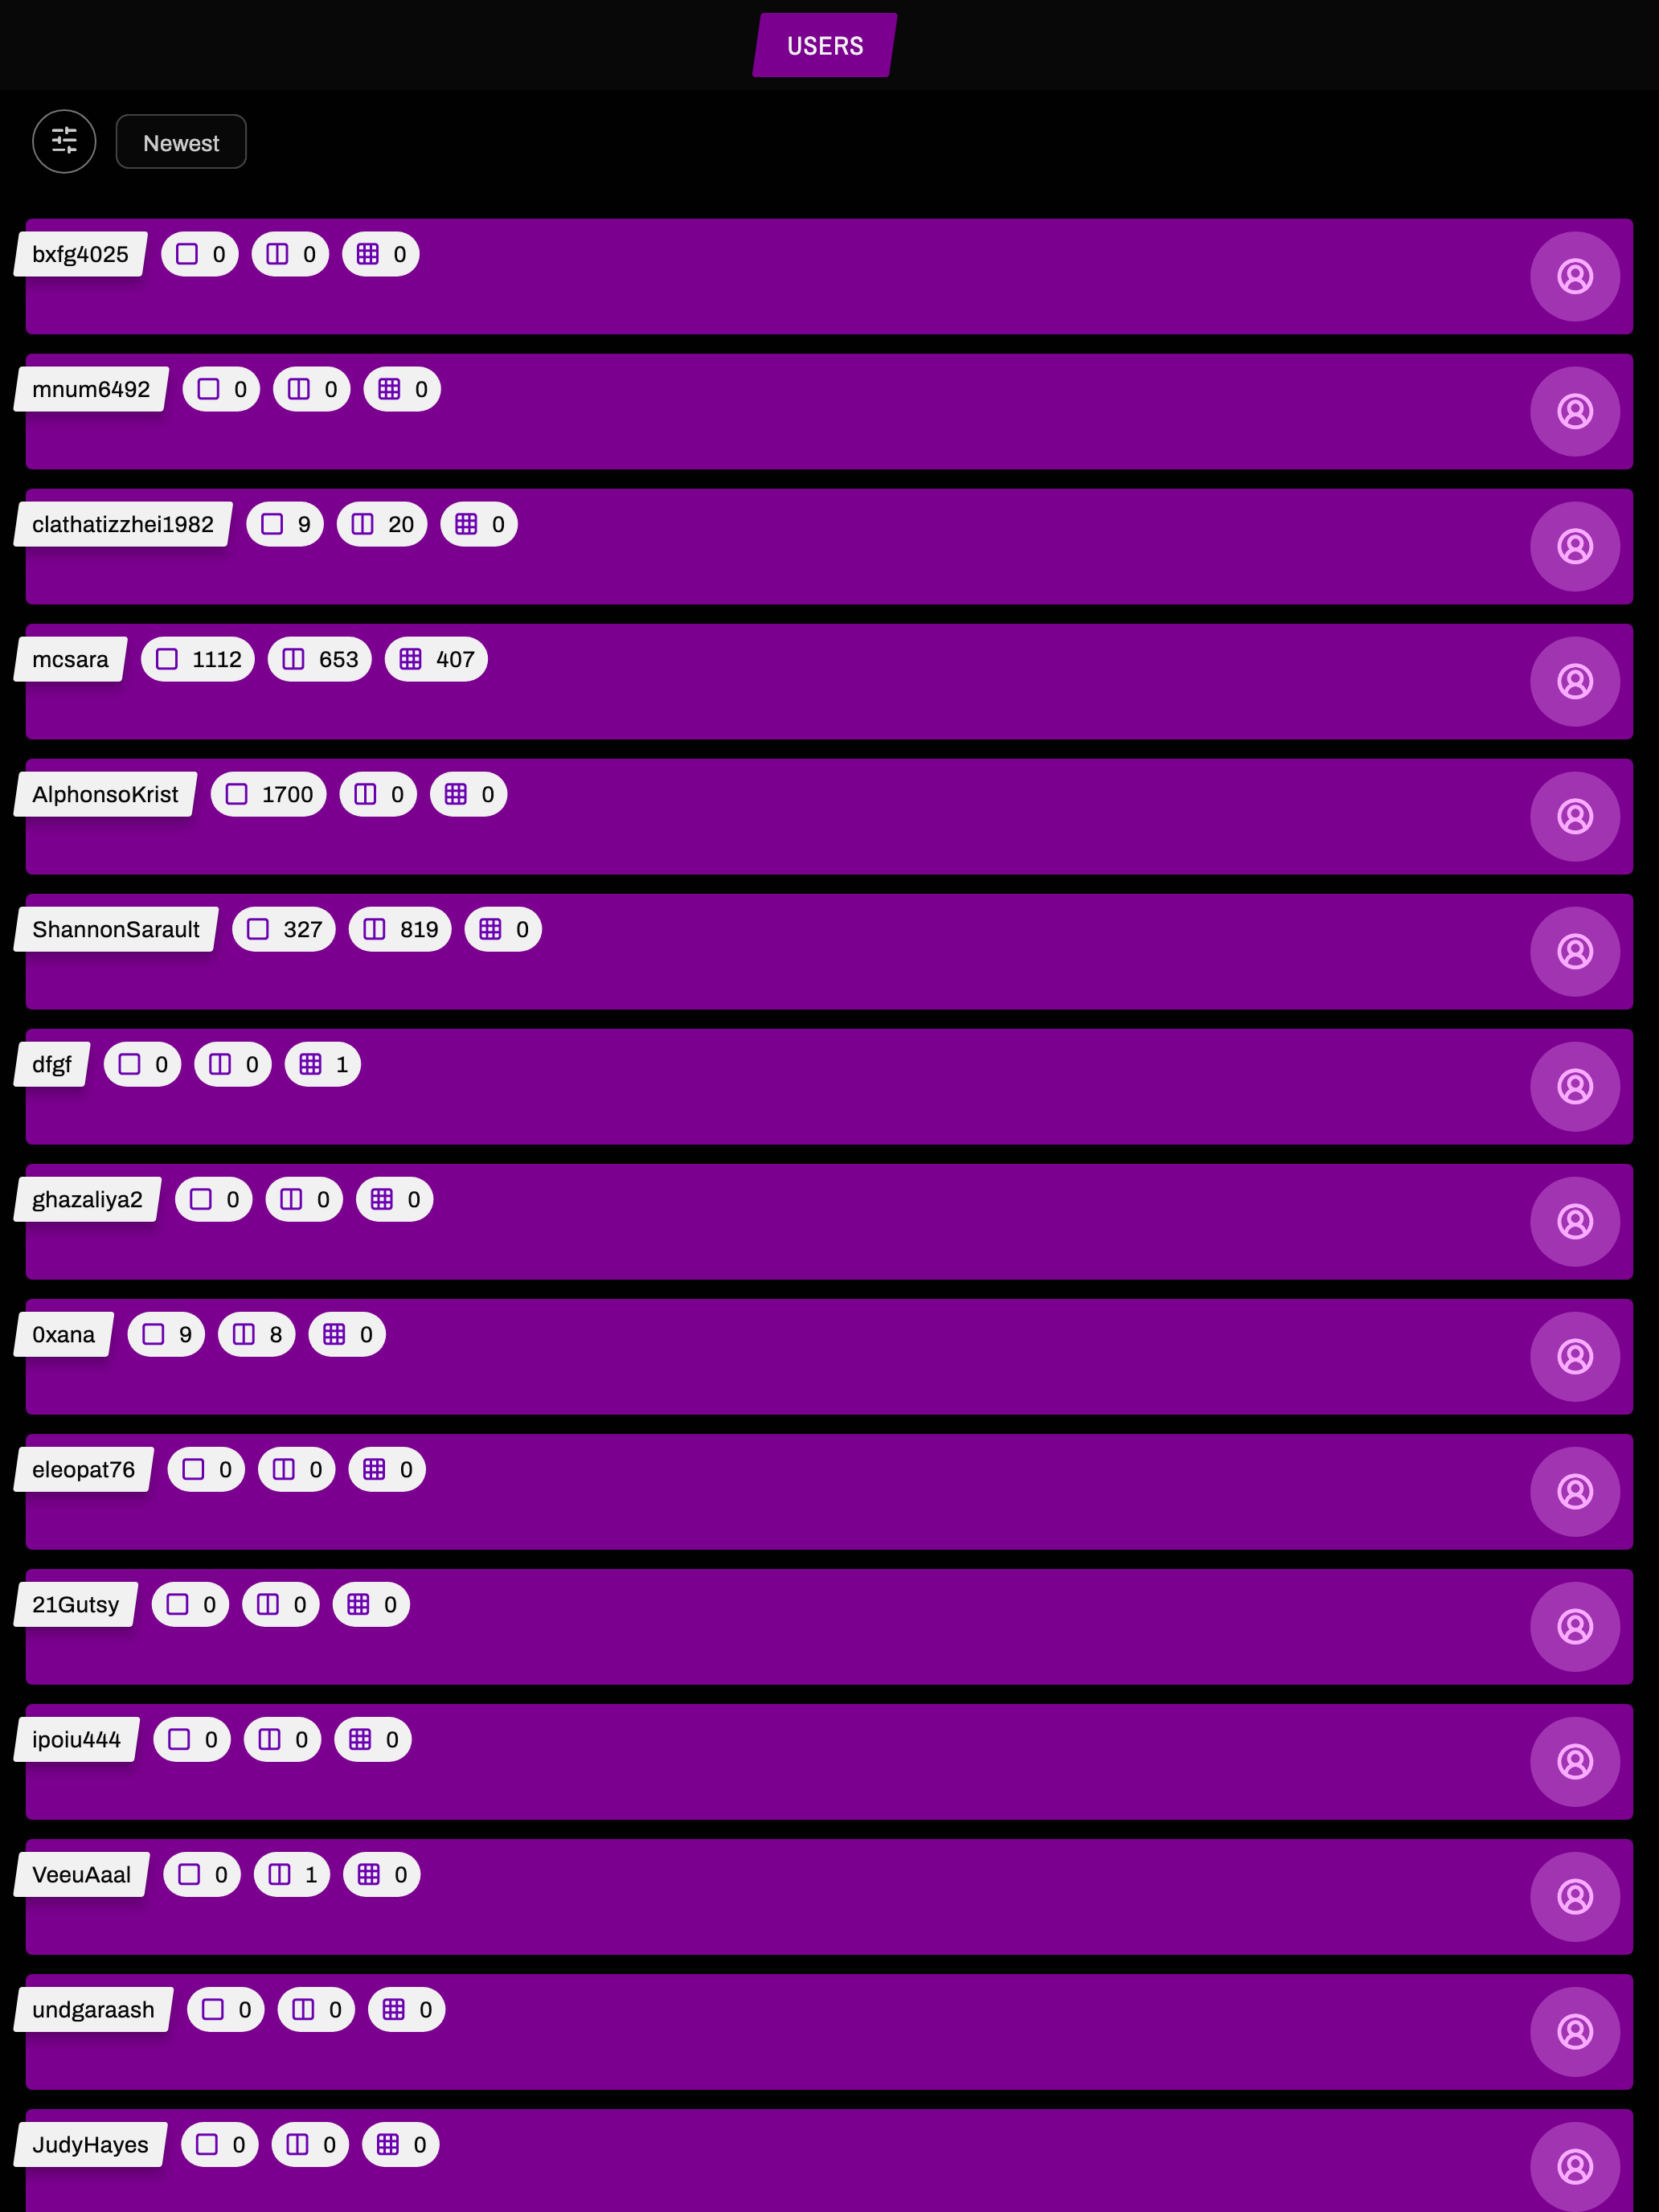 USERS
Newest
bxfg4025 0 0 0
mnum6492 0 0 0
clathatizzhei1982 9 20 0
mcsara 1112 653 407
AlphonsoKrist 1700 0 0
ShannonSarault 327 819 0
dfgf 0 0 1
ghazaliya2 0 0 0
0xana 9 8 0
eleopat76 0 0 0
21Gutsy 0 0 0
ipoiu444 0 0 0
VeeuAaal 0 1 0
undgaraash 0 0 0
JudyHayes 0 0 0